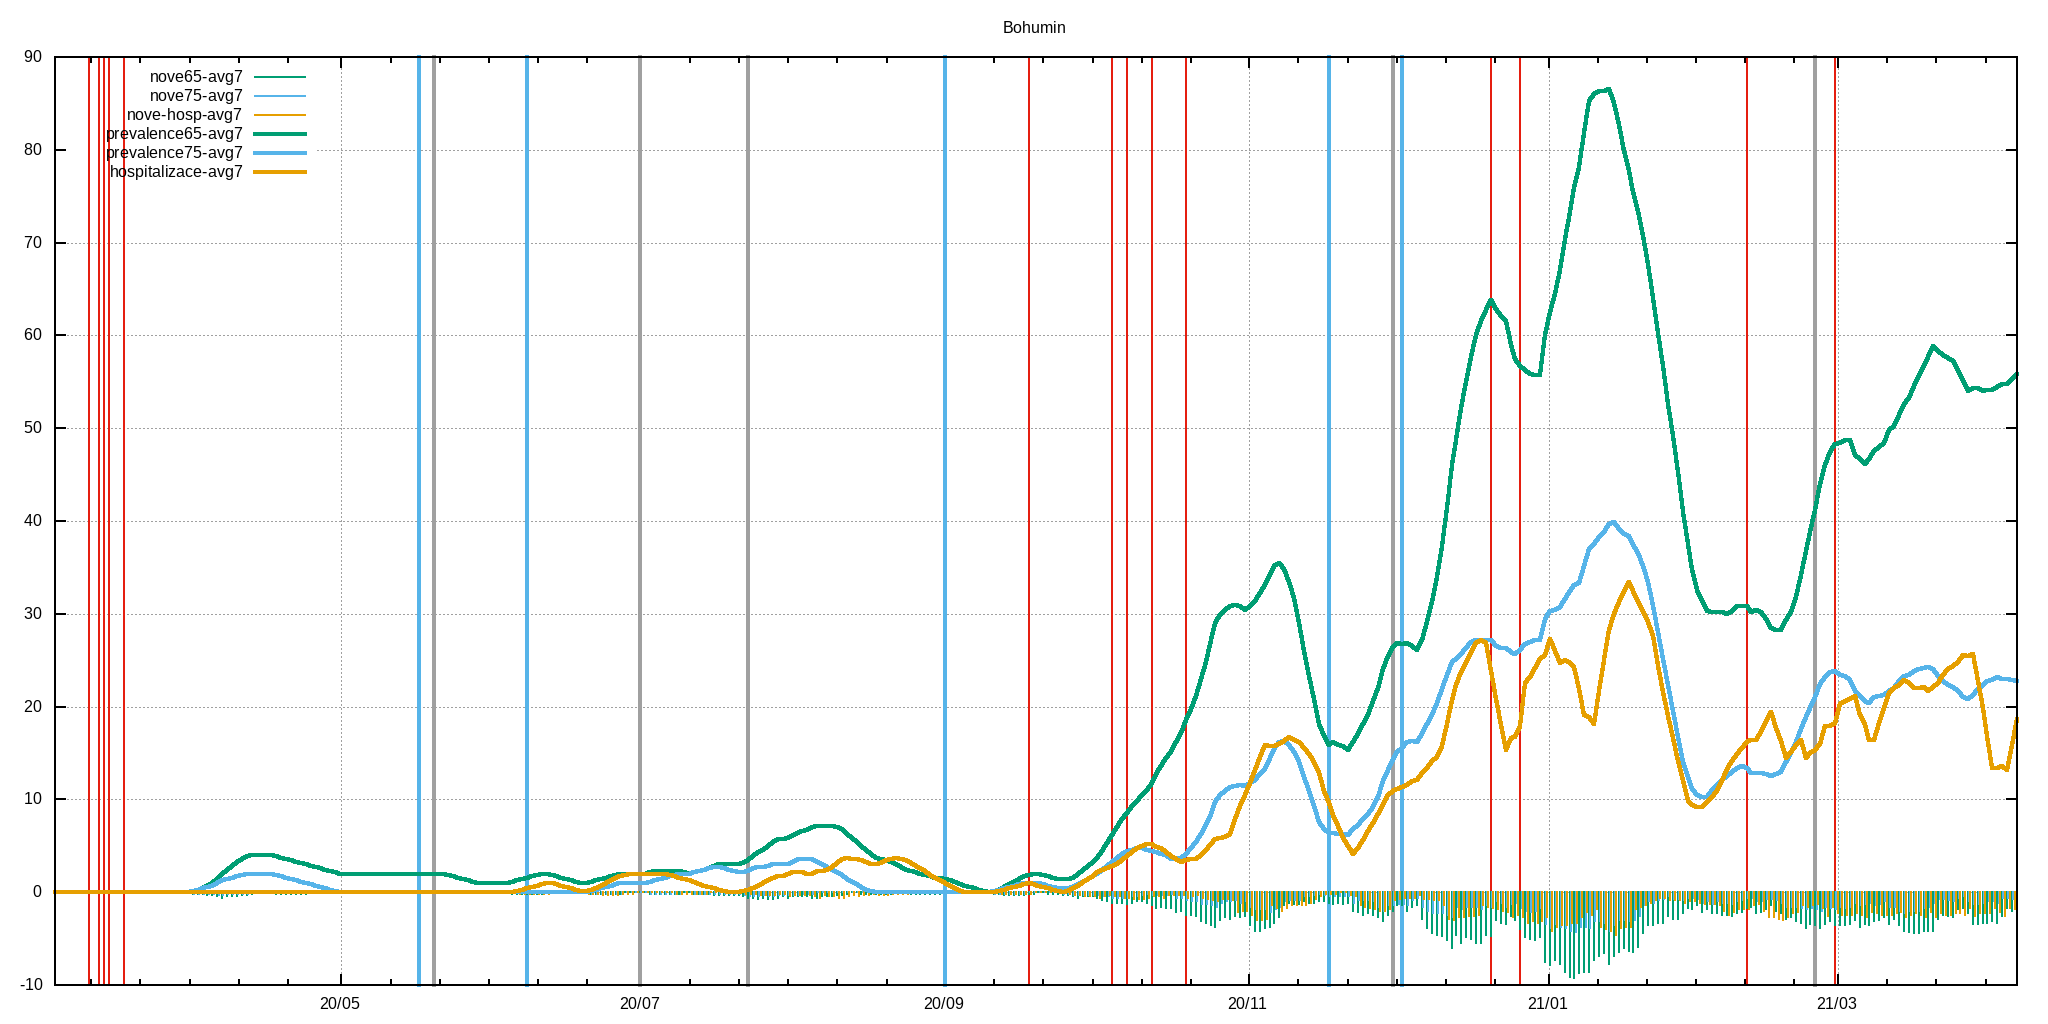 Bohumin
90
80
70
60
50
40
30
20
10
0
-10
nove65-avg7
nove75-avg7
nove-hosp-avg7
prevalence65-avg7
prevalence75-avg7
hospitalizace-avg7
20/05 20/07 20/09 20/11 21/01 21/03